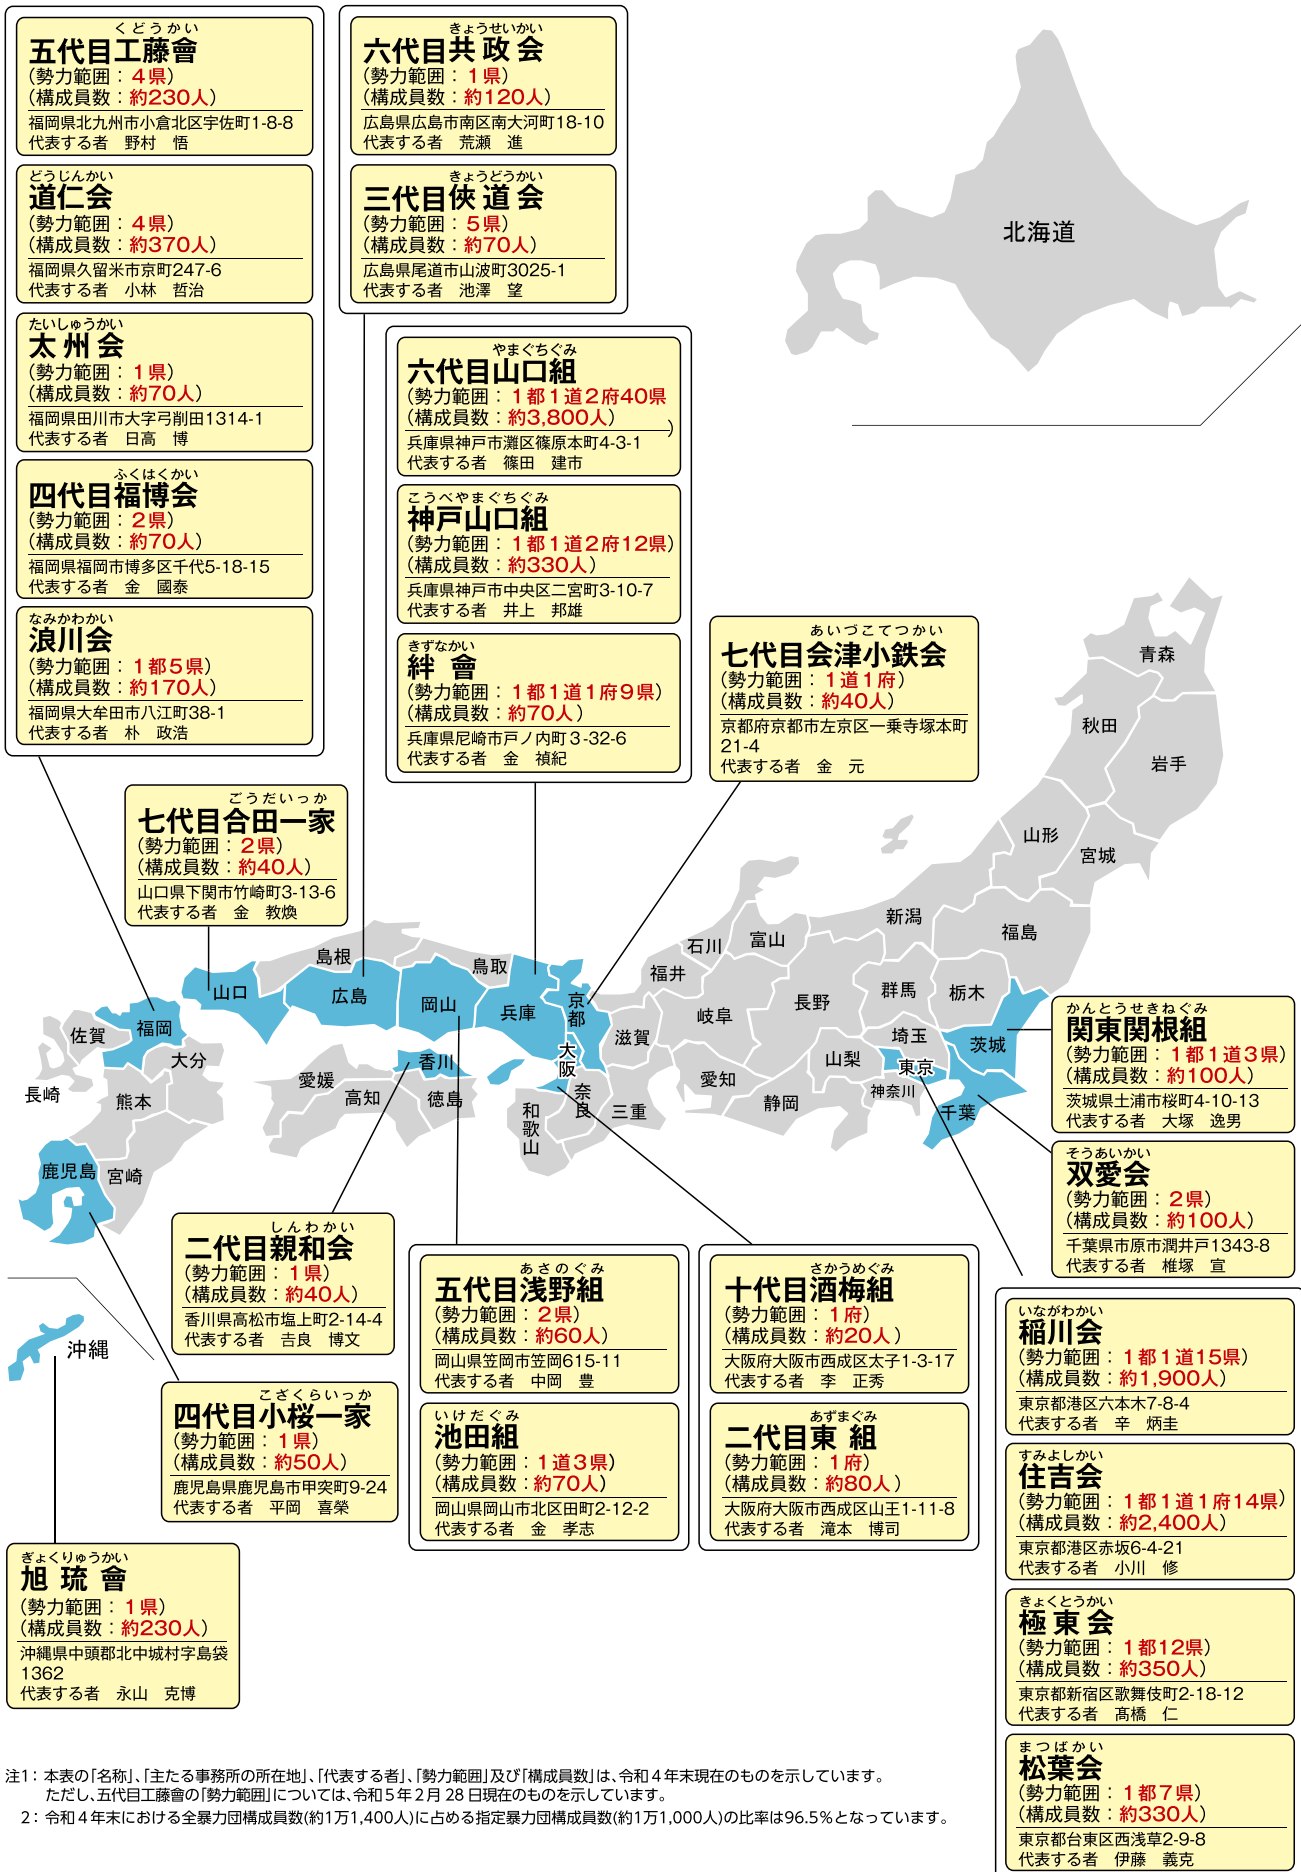 くどうかい
五代目工藤會
(勢力範囲：４県)
(構成員数：約230人)
福岡県北九州市小倉北区宇佐町1-8-8
代表する者　野村　悟
どうじんかい
道仁会
(勢力範囲：４県)
(構成員数：約370人)
福岡県久留米市京町247-6
代表する者　小林　哲治
たいしゅうかい
太州会
(勢力範囲：１県)
(構成員数：約70人)
福岡県田川市大字弓削田1314-1
代表する者　日高　博
ふくはくかい
四代目福博会
(勢力範囲：２県)
(構成員数：約70人)
福岡県福岡市博多区千代5-18-15
代表する者　金　國泰
なみかわかい
浪川会
(勢力範囲：１都５県)
(構成員数：約170人)
福岡県大牟田市八江町38-1
代表する者　朴　政浩
きょうせいかい
六代目共政会
(勢力範囲：１県)
(構成員数：約120人)
広島県広島市南区南大河町18-10
代表する者　荒瀬　進
きょうどうかい
三代目俠道会
(勢力範囲：５県)
(構成員数：約70人)
広島県尾道市山波町3025-1
代表する者　池澤　望
やまぐちぐみ
六代目山口組
(勢力範囲：１都１道２府40県)
(構成員数：約3,800人)
兵庫県神戸市灘区篠原本町4-3-1
代表する者　篠田　建市
こうべやまぐちぐみ
神戸山口組
(勢力範囲：１都１道２府12県)
(構成員数：約330人)
兵庫県神戸市中央区二宮町3-10-7
代表する者　井上　邦雄
きずなかい
絆會
(勢力範囲：１都１道１府９県)
(構成員数：約70人)
兵庫県尼崎市戸ノ内町３-32-6
代表する者　金　禎紀
あいづこてつかい
七代目会津小鉄会
(勢力範囲：１道１府)
(構成員数：約40人)
京都府京都市左京区一乗寺塚本町
21-4
代表する者　金　元
ごうだいっか
七代目合田一家
(勢力範囲：２県)
(構成員数：約40人)
山口県下関市竹崎町3-13-6
代表する者　金　教煥
北海道
青森
秋田
岩手
山形
宮城
新潟
福島
石川
富山
福井
群馬
栃木
長野
岐阜
埼玉
茨城
山梨
東京
神奈川
千葉
愛知
静岡
滋賀
三重
京都
大阪
奈良
和歌山
兵庫
鳥取
島根
岡山
広島
山口
香川
愛媛
高知
徳島
福岡
佐賀
大分
長崎
熊本
鹿児島
宮崎
沖縄
かんとうせきねぐみ
関東関根組
(勢力範囲：１都１道３県)
(構成員数：約100人)
茨城県土浦市桜町4-10-13
代表する者　大塚　逸男
そうあいかい
双愛会
(勢力範囲：２県)
(構成員数：約100人)
千葉県市原市潤井戸1343-8
代表する者　椎塚　宣
しんわかい
二代目親和会
(勢力範囲：１県)
(構成員数：約40人)
香川県高松市塩上町2-14-4
代表する者　𠮷良　博文
あさのぐみ
五代目浅野組
(勢力範囲：２県)
(構成員数：約60人)
岡山県笠岡市笠岡615-11
代表する者　中岡　豊
いけだぐみ
池田組
(勢力範囲：１道３県)
(構成員数：約70人)
岡山県岡山市北区田町2-12-2
代表する者　金　孝志
さかうめぐみ
十代目酒梅組
(勢力範囲：１府)
(構成員数：約20人)
大阪府大阪市西成区太子1-3-17
代表する者　李　正秀
あずまぐみ
二代目東組
(勢力範囲：１府)
(構成員数：約80人)
大阪府大阪市西成区山王1-11-8
代表する者　滝本　博司
こざくらいっか
四代目小桜一家
(勢力範囲：１県)
(構成員数：約50人)
鹿児島県鹿児島市甲突町9-24
代表する者　平岡　喜榮
ぎょくりゅうかい
旭琉會
(勢力範囲：１県)
(構成員数：約230人)
沖縄県中頭郡北中城村字島袋
1362
代表する者　永山　克博
いながわかい
稲川会
(勢力範囲：１都１道15県)
(構成員数：約1,900人)
東京都港区六本木7-8-4
代表する者　辛　炳圭
すみよしかい
住吉会
(勢力範囲：１都１道１府14県)
(構成員数：約2,400人)
東京都港区赤坂6-4-21
代表する者　小川　修
きょくとうかい
極東会
(勢力範囲：１都12県)
(構成員数：約350人)
東京都新宿区歌舞伎町2-18-12
代表する者　髙橋　仁
まつばかい
松葉会
(勢力範囲：１都７県)
(構成員数：約330人)
東京都台東区西浅草2-9-8
代表する者　伊藤　義克
注1：本表の「名称」、「主たる事務所の所在地」、「代表する者」、「勢力範囲」及び「構成員数」は、令和４年末現在のものを示しています。
ただし、五代目工藤會の「勢力範囲」については、令和５年２月28日現在のものを示しています。
2：令和４年末における全暴力団構成員数(約1万1,400人)に占める指定暴力団構成員数(約1万1,000人)の比率は96.5％となっています。